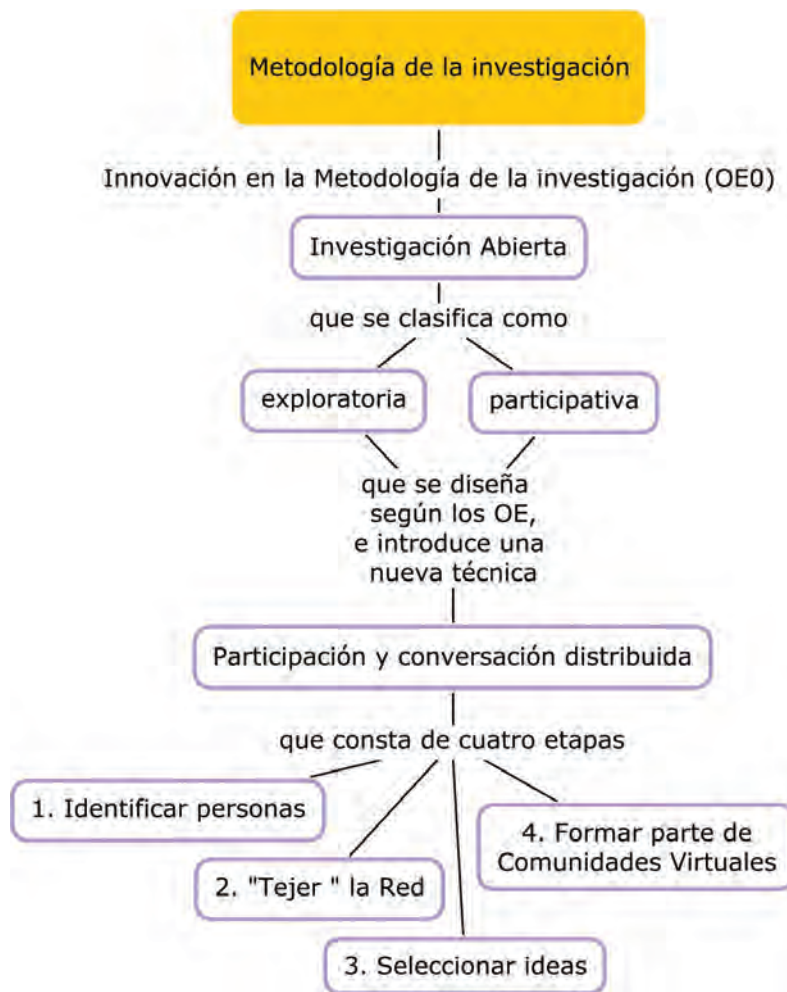 Metodología de la investigación
Innovación en la Metodología de la investigación (OE0)
Investigación Abierta
que se clasifica como
exploratoria
participativa
que se diseña
según los OE,
e introduce una
nueva técnica
Participación y conversación distribuida
que consta de cuatro etapas
1. Identificar personas
2. "Tejer " la Red
3. Seleccionar ideas
4. Formar parte de
Comunidades Virtuales